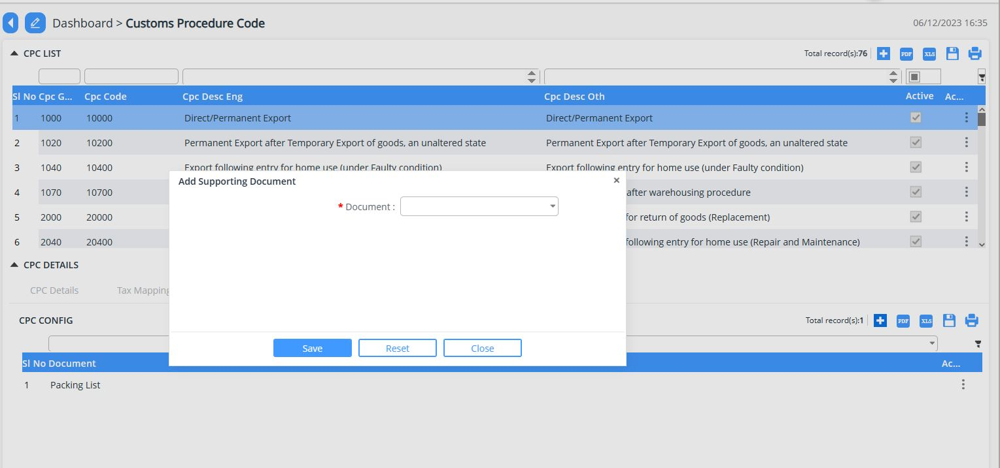 Dashboard > Customs Procedure Code 06/12/2023 16:35
CPC LIST Total record(s):76 PDF XLS
Sl No Cpc G... Cpc Code Cpc Desc Eng Cpc Desc Oth Active Ac...
1 1000 10000 Direct/Permanent Export Direct/Permanent Export
2 1020 10200 Permanent Export after Temporary Export of goods, an unaltered state Permanent Export after Temporary Export of goods, an unaltered state
3 1040 10400 Export following entry for home use (under Faulty condition) Export following entry for home use (under Faulty condition)
Add Supporting Document ×
4 1070 10700 after warehousing procedure
* Document :
5 2000 20000 for return of goods (Replacement)
6 2040 20400 following entry for home use (Repair and Maintenance)
CPC DETAILS
CPC Details Tax Mapping
CPC CONFIG Total record(s):1 PDF XLS
Save Reset Close
Sl No Document Ac...
1 Packing List